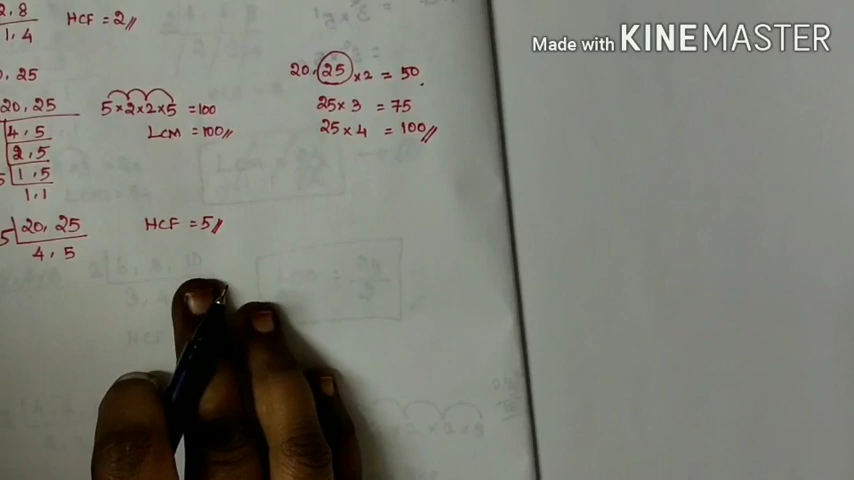 2, 8
1, 4
HCF = 2//
, 25
20, 25
4, 5
2, 5
5 1, 5
1, 1
5×2×2×5 = 100
LCM = 100//
20, 25 ×2 = 50.
25×3 = 75
25×4 = 100//
5 20, 25
4, 5
HCF = 5//
Made with KINEMASTER